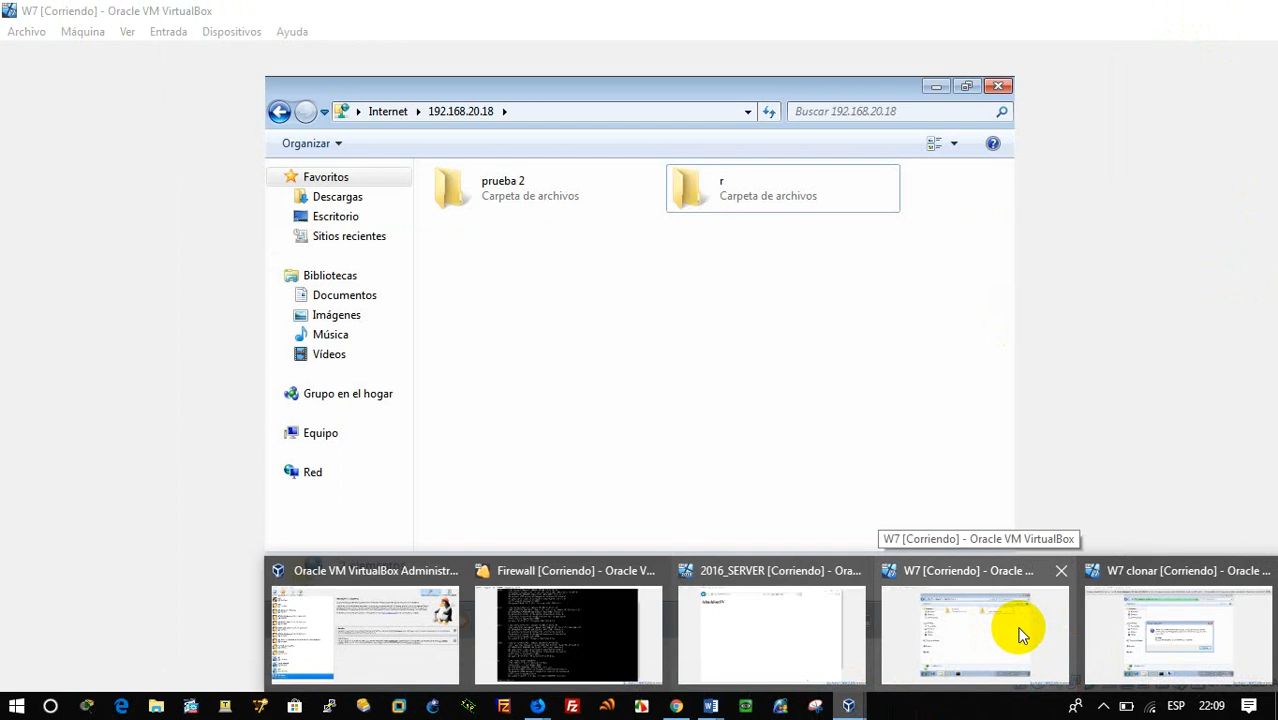 W7 [Corriendo] - Oracle VM VirtualBox
Archivo Máquina Ver Entrada Dispositivos Ayuda
Internet 192.168.20.18
Buscar 192.168.20.18
Organizar
Favoritos
Descargas
Escritorio
Sitios recientes
Bibliotecas
Documentos
Imágenes
Música
Vídeos
Grupo en el hogar
Equipo
Red
prueba 2
Carpeta de archivos
r
Carpeta de archivos
W7 [Corriendo] - Oracle VM VirtualBox
Oracle VM VirtualBox Administr...
Firewall [Corriendo] - Oracle V...
2016_SERVER [Corriendo] - Ora...
W7 [Corriendo] - Oracle ...
W7 clonar [Corriendo] - Oracle
ESP
22:09